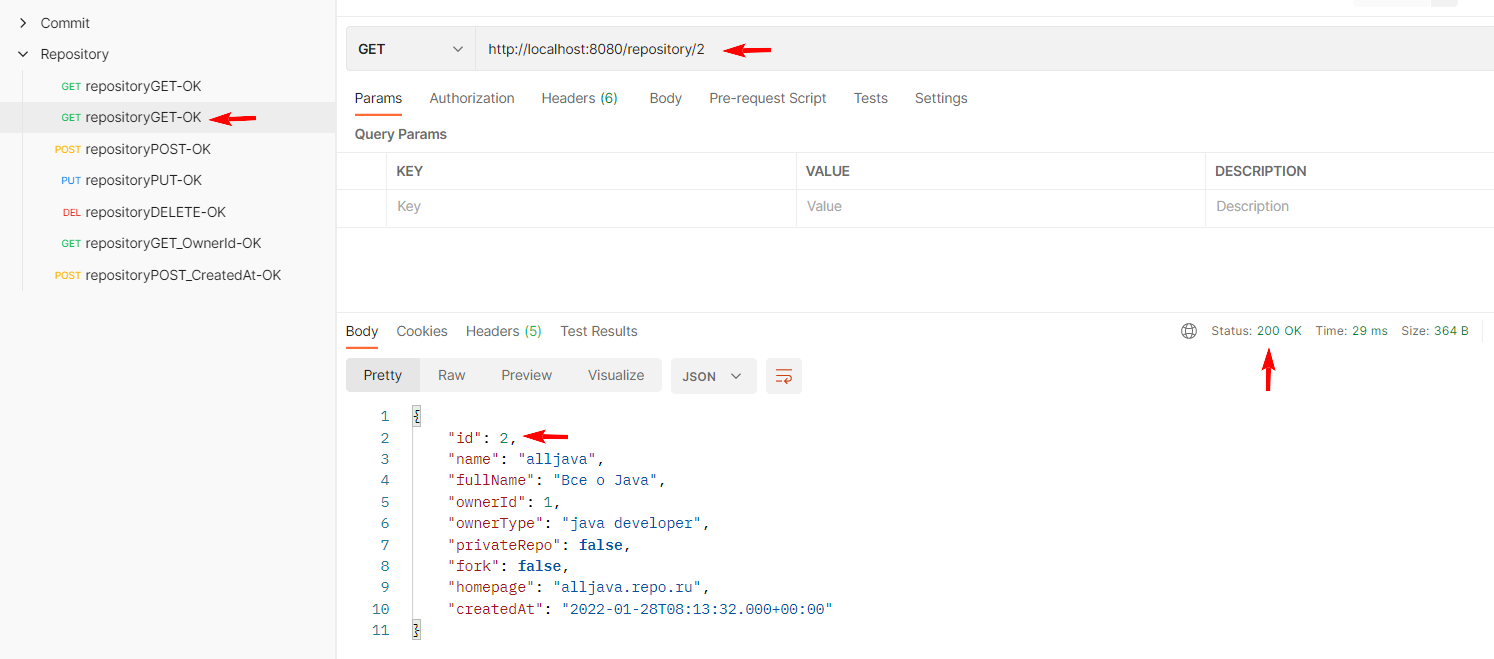 Commit
Repository
GET repositoryGET-OK
GET repositoryGET-OK
POST repositoryPOST-OK
PUT repositoryPUT-OK
DEL repositoryDELETE-OK
GET repositoryGET_OwnerId-OK
POST repositoryPOST_CreatedAt-OK
GET http://localhost:8080/repository/2
Params Authorization Headers (6) Body Pre-request Script Tests Settings
Query Params
KEY VALUE DESCRIPTION
Key Value Description
Body Cookies Headers (5) Test Results Status: 200 OK Time: 29 ms Size: 364 B
Pretty Raw Preview Visualize JSON
1 {
2 "id": 2,
3 "name": "alljava",
4 "fullName": "Все о Java",
5 "ownerId": 1,
6 "ownerType": "java developer",
7 "privateRepo": false,
8 "fork": false,
9 "homepage": "alljava.repo.ru",
10 "createdAt": "2022-01-28T08:13:32.000+00:00"
11 }